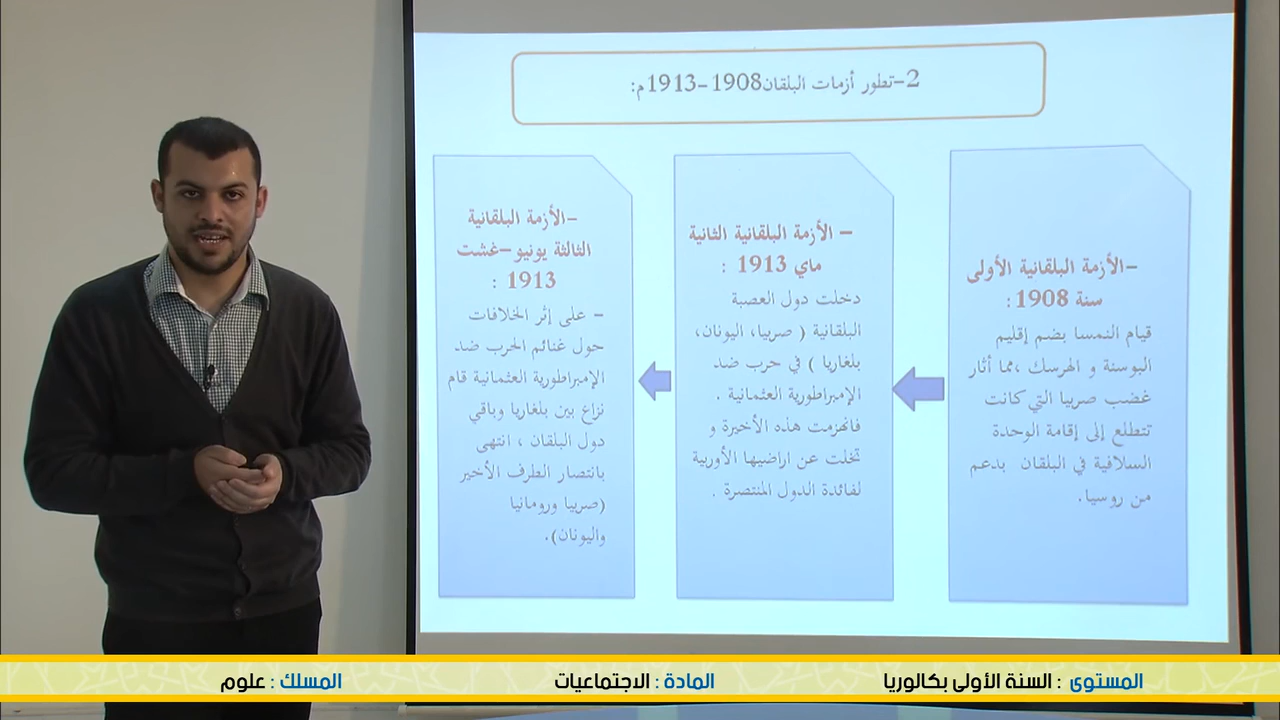 2-تطور أزمات البلقان1908-1913م:
-الأزمة البلقانية الأولى
سنة 1908 :
قيام النمسا بضم إقليم
البوسنة و الهرسك ،مما أثار
غضب صربيا التي كانت
تتطلع إلى إقامة الوحدة
السلافية في البلقان بدعم
من روسيا.
- الأزمة البلقانية الثانية
ماي 1913 :
دخلت دول العصبة
البلقانية ( صربيا، اليونان،
بلغاريا ) في حرب ضد
الإمبراطورية العثمانية .
فانهزمت هذه الأخيرة و
تخلت عن اراضيها الأوربية
لفائدة الدول المنتصرة .
-الأزمة البلقانية
الثالثة يونيو-غشت
1913 :
- على إثر الخلافات
حول غنائم الحرب ضد
الإمبراطورية العثمانية قام
نزاع بين بلغاريا وباقي
دول البلقان ، انتهى
بانتصار الطرف الأخير
(صربيا ورومانيا
واليونان).
المستوى : السنة الأولى بكالوريا
المادة : الاجتماعيات
المسلك : علوم